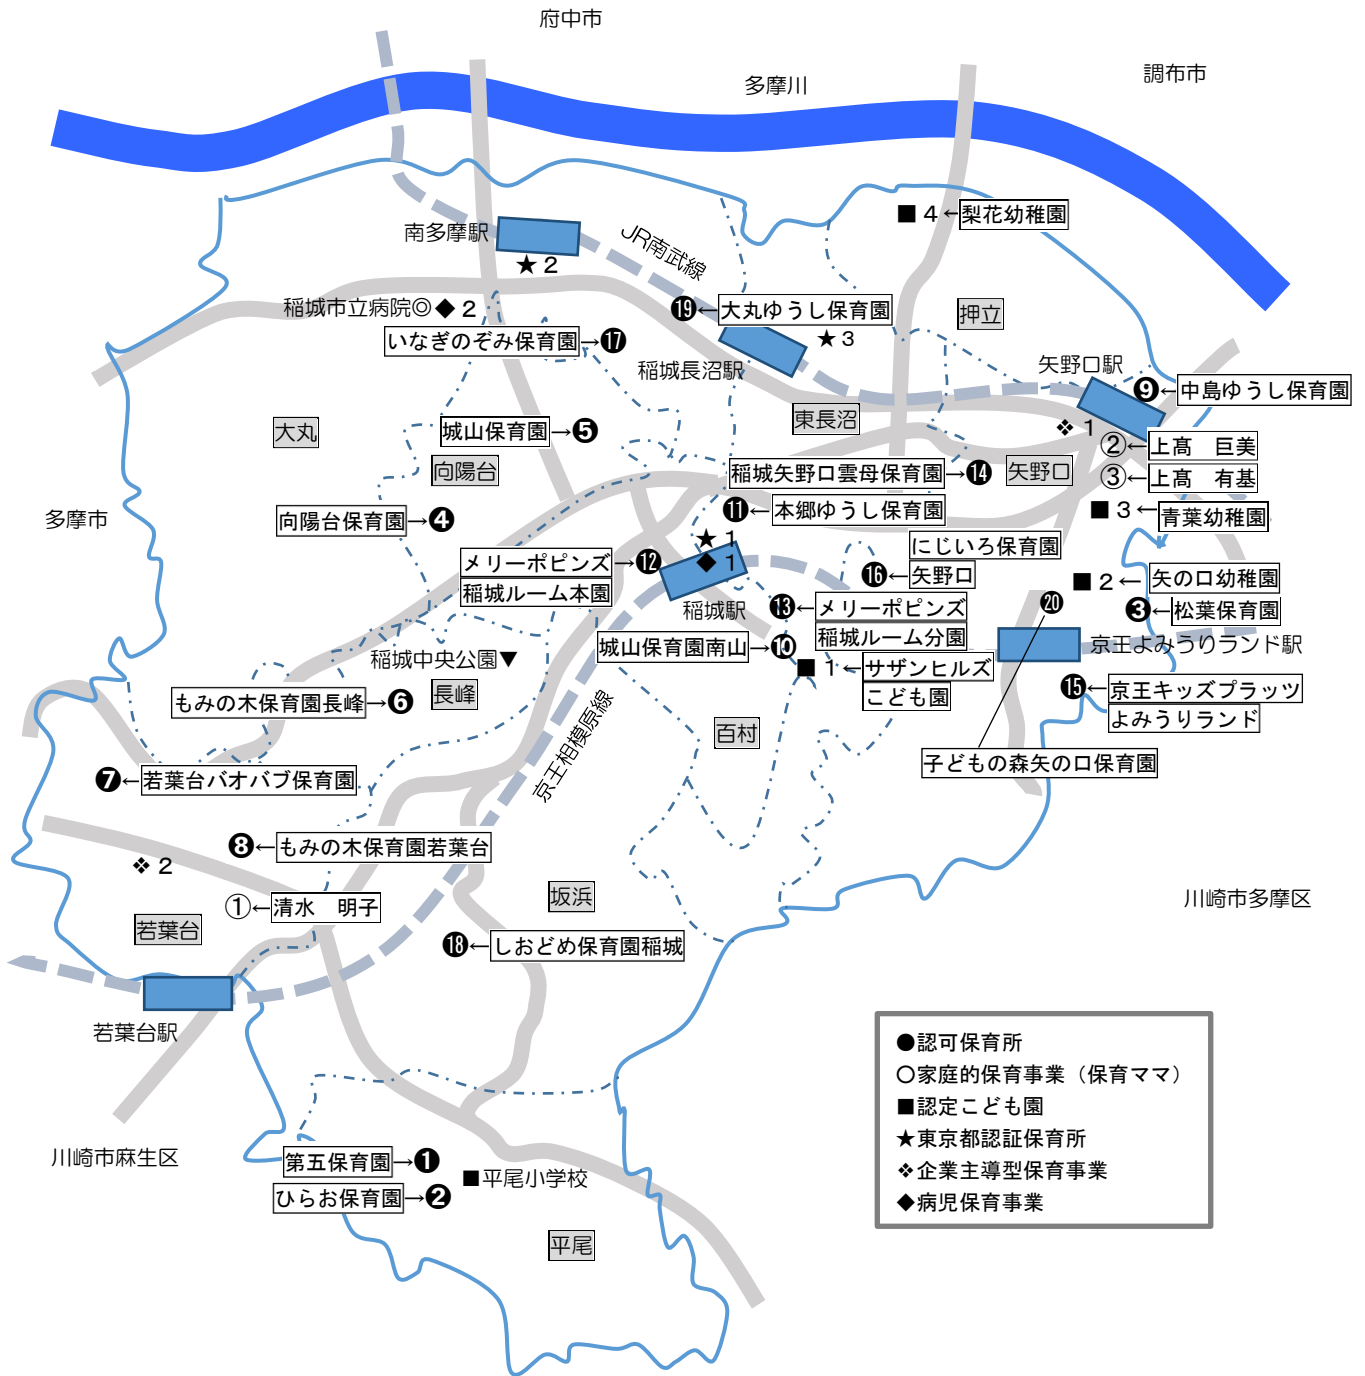 府中市
調布市
多摩川
■ 4 ← 梨花幼稚園
南多摩駅
JR南武線
★ 2
稲城市立病院◎◆ 2
⓳←大丸ゆうし保育園
押立
いなぎのぞみ保育園→⓱
★ 3
稲城長沼駅
矢野口駅
❾←中島ゆうし保育園
大丸
城山保育園→❺
東長沼
❖ 1
②←上髙　巨美
向陽台
稲城矢野口雲母保育園→⓮
矢野口
③←上髙　有基
多摩市
向陽台保育園→❹
⓫←本郷ゆうし保育園
■ 3 ←青葉幼稚園
★ 1
にじいろ保育園
メリーポピンズ→⓬
◆ 1
⓰←矢野口
■ 2 ← 矢の口幼稚園
稲城ルーム本園
稲城駅
⓭←メリーポピンズ
⓴
❸←松葉保育園
稲城ルーム分園
城山保育園南山→❿
京王よみうりランド駅
稲城中央公園▼
■ 1 ←サザンヒルズ
こども園
⓯←京王キッズプラッツ
よみうりランド
もみの木保育園長峰→❻
長峰
百村
京王相模原線
子どもの森矢の口保育園
❼←若葉台バオバブ保育園
❽←もみの木保育園若葉台
❖ 2
坂浜
川崎市多摩区
①←清水　明子
若葉台
⓲←しおどめ保育園稲城
若葉台駅
●認可保育所
○家庭的保育事業（保育ママ）
■認定こども園
★東京都認証保育所
❖企業主導型保育事業
◆病児保育事業
川崎市麻生区
第五保育園→❶
■平尾小学校
ひらお保育園→❷
平尾